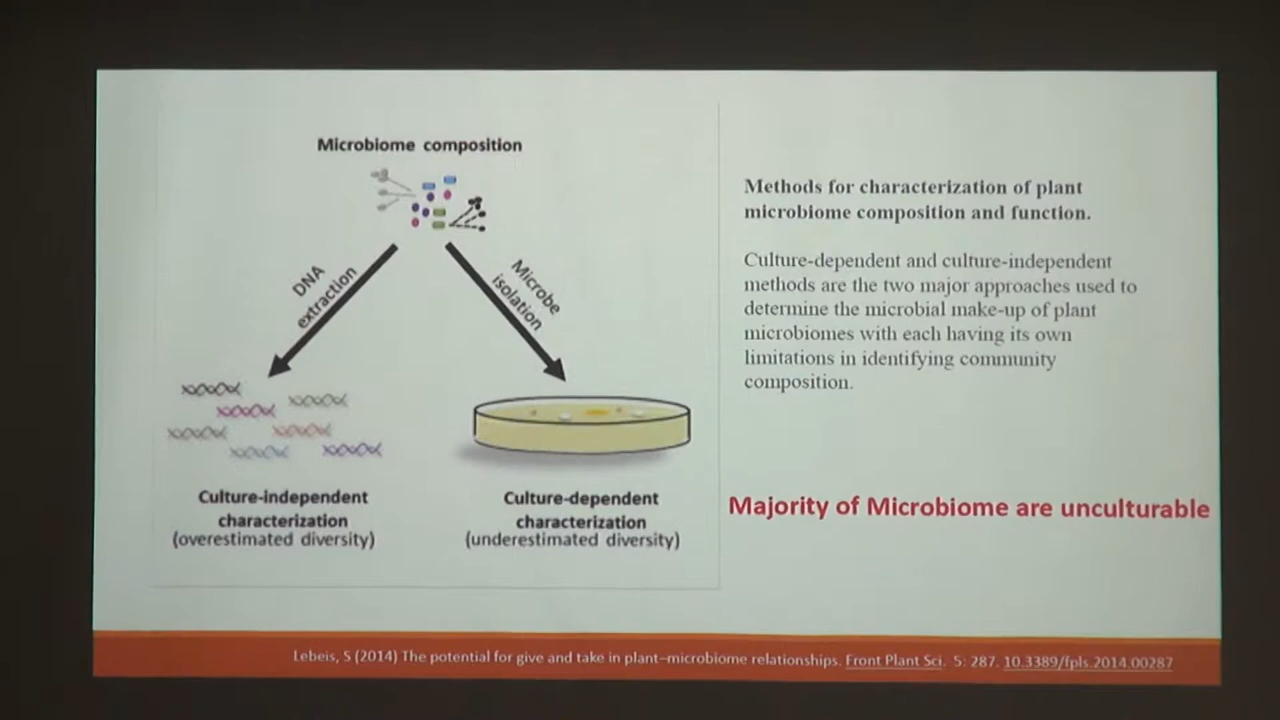 Microbiome composition
DNA
extraction
Microbe
isolation
Culture-independent
characterization
(overestimated diversity)
Culture-dependent
characterization
(underestimated diversity)
Methods for characterization of plant
microbiome composition and function.
Culture-dependent and culture-independent
methods are the two major approaches used to
determine the microbial make-up of plant
microbiomes with each having its own
limitations in identifying community
composition.
Majority of Microbiome are unculturable
Lebeis, S (2014) The potential for give and take in plant–microbiome relationships. Front Plant Sci. 5: 287. 10.3389/fpls.2014.00287